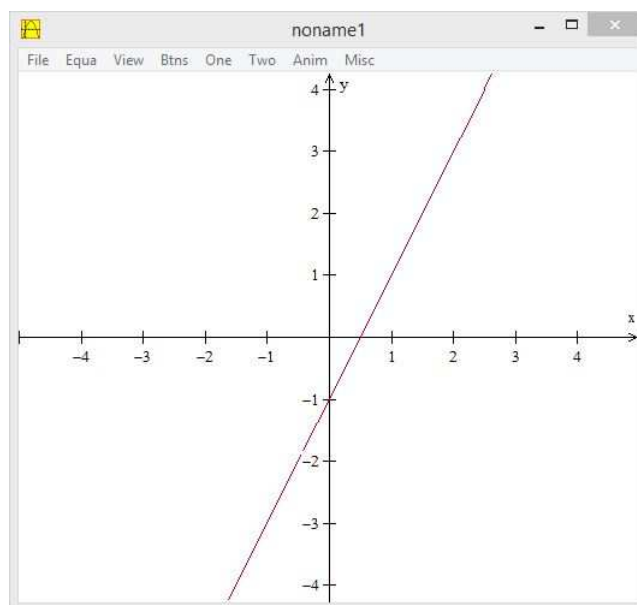 noname1
File Equa View Btns One Two Anim Misc
y
4
3
2
1
x
–4 –3 –2 –1 1 2 3 4
–1
–2
–3
–4